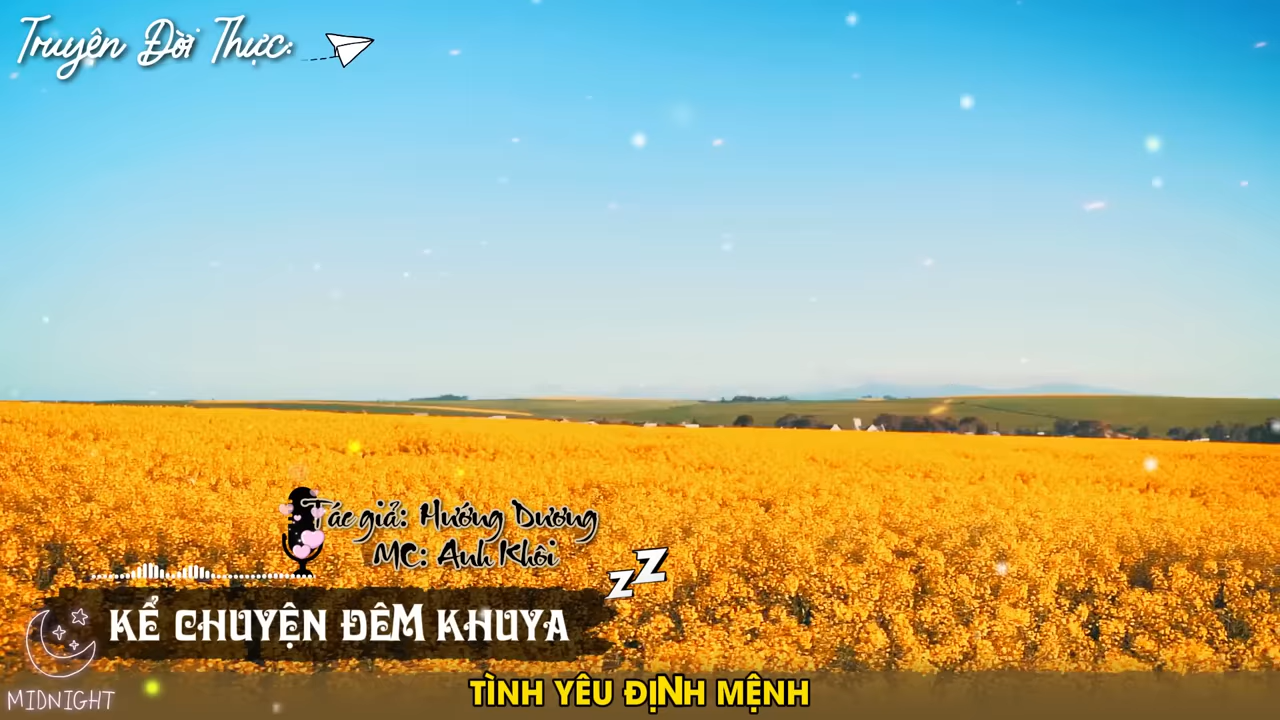 Truyện Đời Thực:
Tác giả: Hướng Dương
MC: Anh Khôi
zz
KỂ CHUYỆN ĐÊM KHUYA
MIDNIGHT
TÌNH YÊU ĐỊNH MỆNH